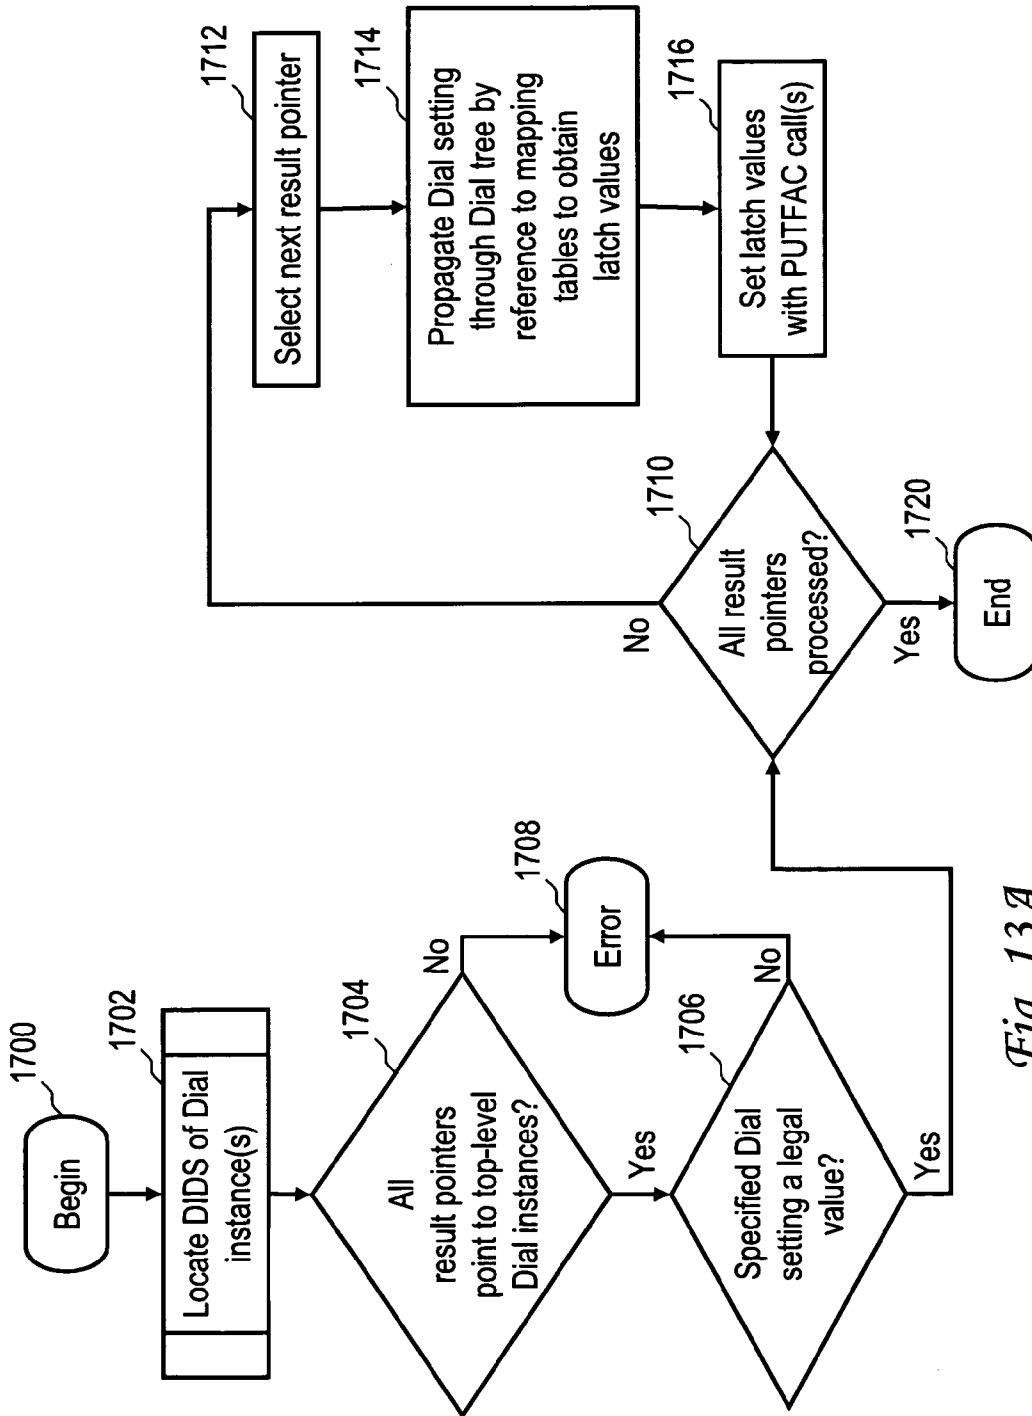 1700
Begin
1702
Locate DIDS of Dial
instance(s)
1704
All
result pointers
point to top-level
Dial instances?
No
Yes
1708
Error
1706
Specified Dial
setting a legal
value?
No
Yes
1712
Select next result pointer
1714
Propagate Dial setting
through Dial tree by
reference to mapping
tables to obtain
latch values
1716
Set latch values
with PUTFAC call(s)
1710
All result
pointers
processed?
No
Yes
1720
End
Fig. 13A